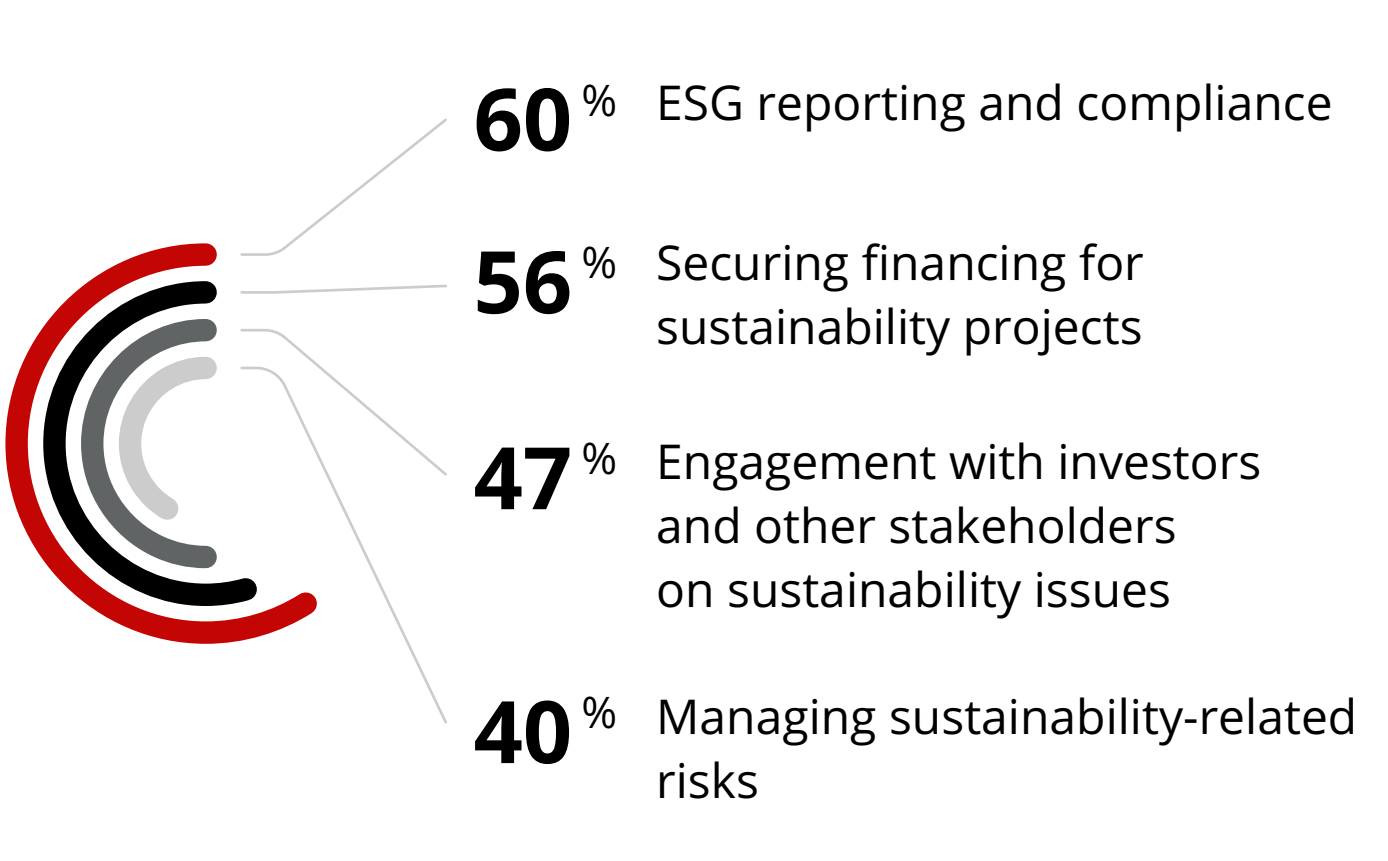 60% ESG reporting and compliance
56% Securing financing for
sustainability projects
47% Engagement with investors
and other stakeholders
on sustainability issues
40% Managing sustainability-related
risks